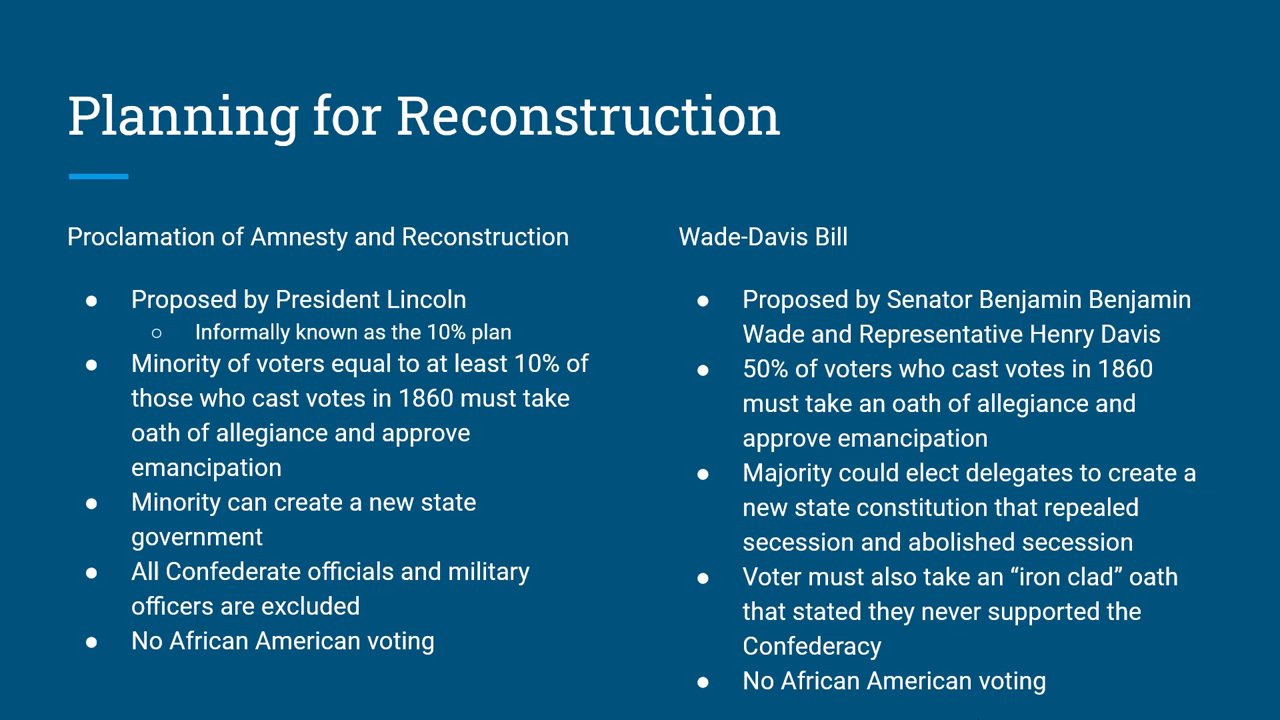 Planning for Reconstruction
Proclamation of Amnesty and Reconstruction
● Proposed by President Lincoln
○ Informally known as the 10% plan
● Minority of voters equal to at least 10% of
those who cast votes in 1860 must take
oath of allegiance and approve
emancipation
● Minority can create a new state
government
● All Confederate officials and military
officers are excluded
● No African American voting
Wade-Davis Bill
● Proposed by Senator Benjamin Benjamin
Wade and Representative Henry Davis
● 50% of voters who cast votes in 1860
must take an oath of allegiance and
approve emancipation
● Majority could elect delegates to create a
new state constitution that repealed
secession and abolished secession
● Voter must also take an “iron clad” oath
that stated they never supported the
Confederacy
● No African American voting